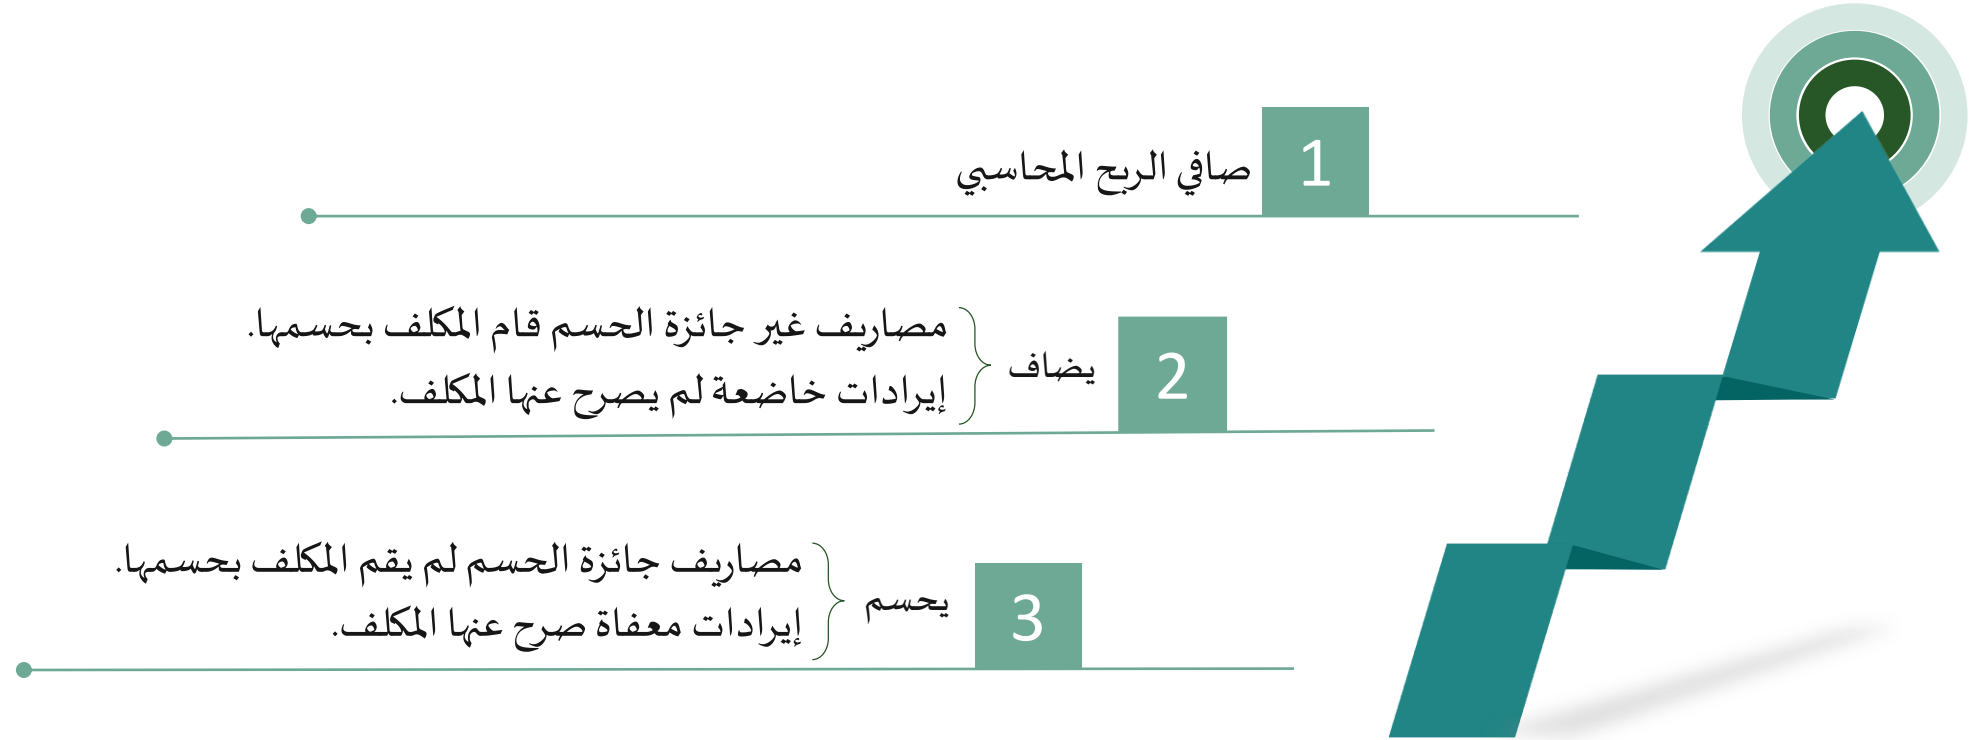 1
صافي الربح المحاسبي
2
يضاف
مصاريف غير جائزة الحسم قام المكلف بحسمها.
إيرادات خاضعة لم يصرح عنها المكلف.
3
يحسم
مصاريف جائزة الحسم لم يقم المكلف بحسمها.
إيرادات معفاة صرح عنها المكلف.